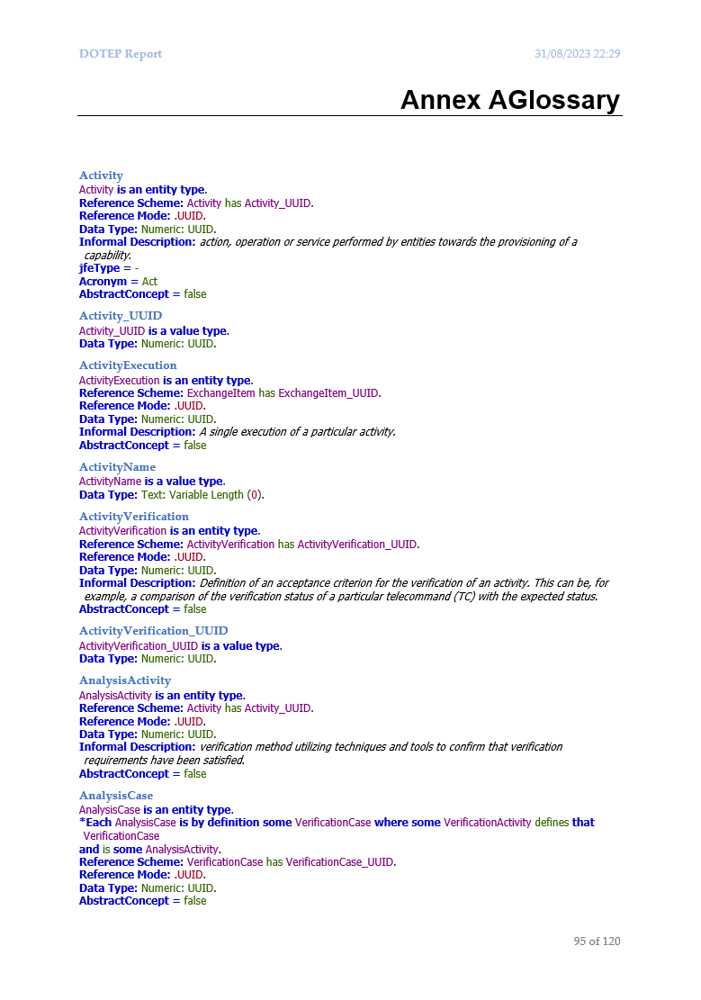 DOTEP Report 31/08/2023 22:29
Annex AGlossary
Activity
Activity is an entity type.
Reference Scheme: Activity has Activity_UUID.
Reference Mode: .UUID.
Data Type: Numeric: UUID.
Informal Description: action, operation or service performed by entities towards the provisioning of a
capability.
jfeType = -
Acronym = Act
AbstractConcept = false
Activity_UUID
Activity_UUID is a value type.
Data Type: Numeric: UUID.
ActivityExecution
ActivityExecution is an entity type.
Reference Scheme: ExchangeItem has ExchangeItem_UUID.
Reference Mode: .UUID.
Data Type: Numeric: UUID.
Informal Description: A single execution of a particular activity.
AbstractConcept = false
ActivityName
ActivityName is a value type.
Data Type: Text: Variable Length (0).
ActivityVerification
ActivityVerification is an entity type.
Reference Scheme: ActivityVerification has ActivityVerification_UUID.
Reference Mode: .UUID.
Data Type: Numeric: UUID.
Informal Description: Definition of an acceptance criterion for the verification of an activity. This can be, for
example, a comparison of the verification status of a particular telecommand (TC) with the expected status.
AbstractConcept = false
ActivityVerification_UUID
ActivityVerification_UUID is a value type.
Data Type: Numeric: UUID.
AnalysisActivity
AnalysisActivity is an entity type.
Reference Scheme: Activity has Activity_UUID.
Reference Mode: .UUID.
Data Type: Numeric: UUID.
Informal Description: verification method utilizing techniques and tools to confirm that verification
requirements have been satisfied.
AbstractConcept = false
AnalysisCase
AnalysisCase is an entity type.
*Each AnalysisCase is by definition some VerificationCase where some VerificationActivity defines that
VerificationCase
and is some AnalysisActivity.
Reference Scheme: VerificationCase has VerificationCase_UUID.
Reference Mode: .UUID.
Data Type: Numeric: UUID.
AbstractConcept = false
95 of 120